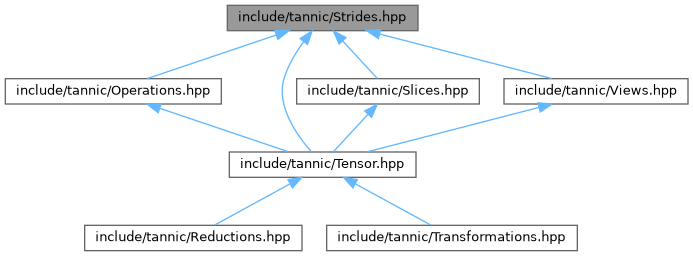 include/tannic/Strides.hpp
include/tannic/Operations.hpp
include/tannic/Slices.hpp
include/tannic/Views.hpp
include/tannic/Tensor.hpp
include/tannic/Reductions.hpp
include/tannic/Transformations.hpp